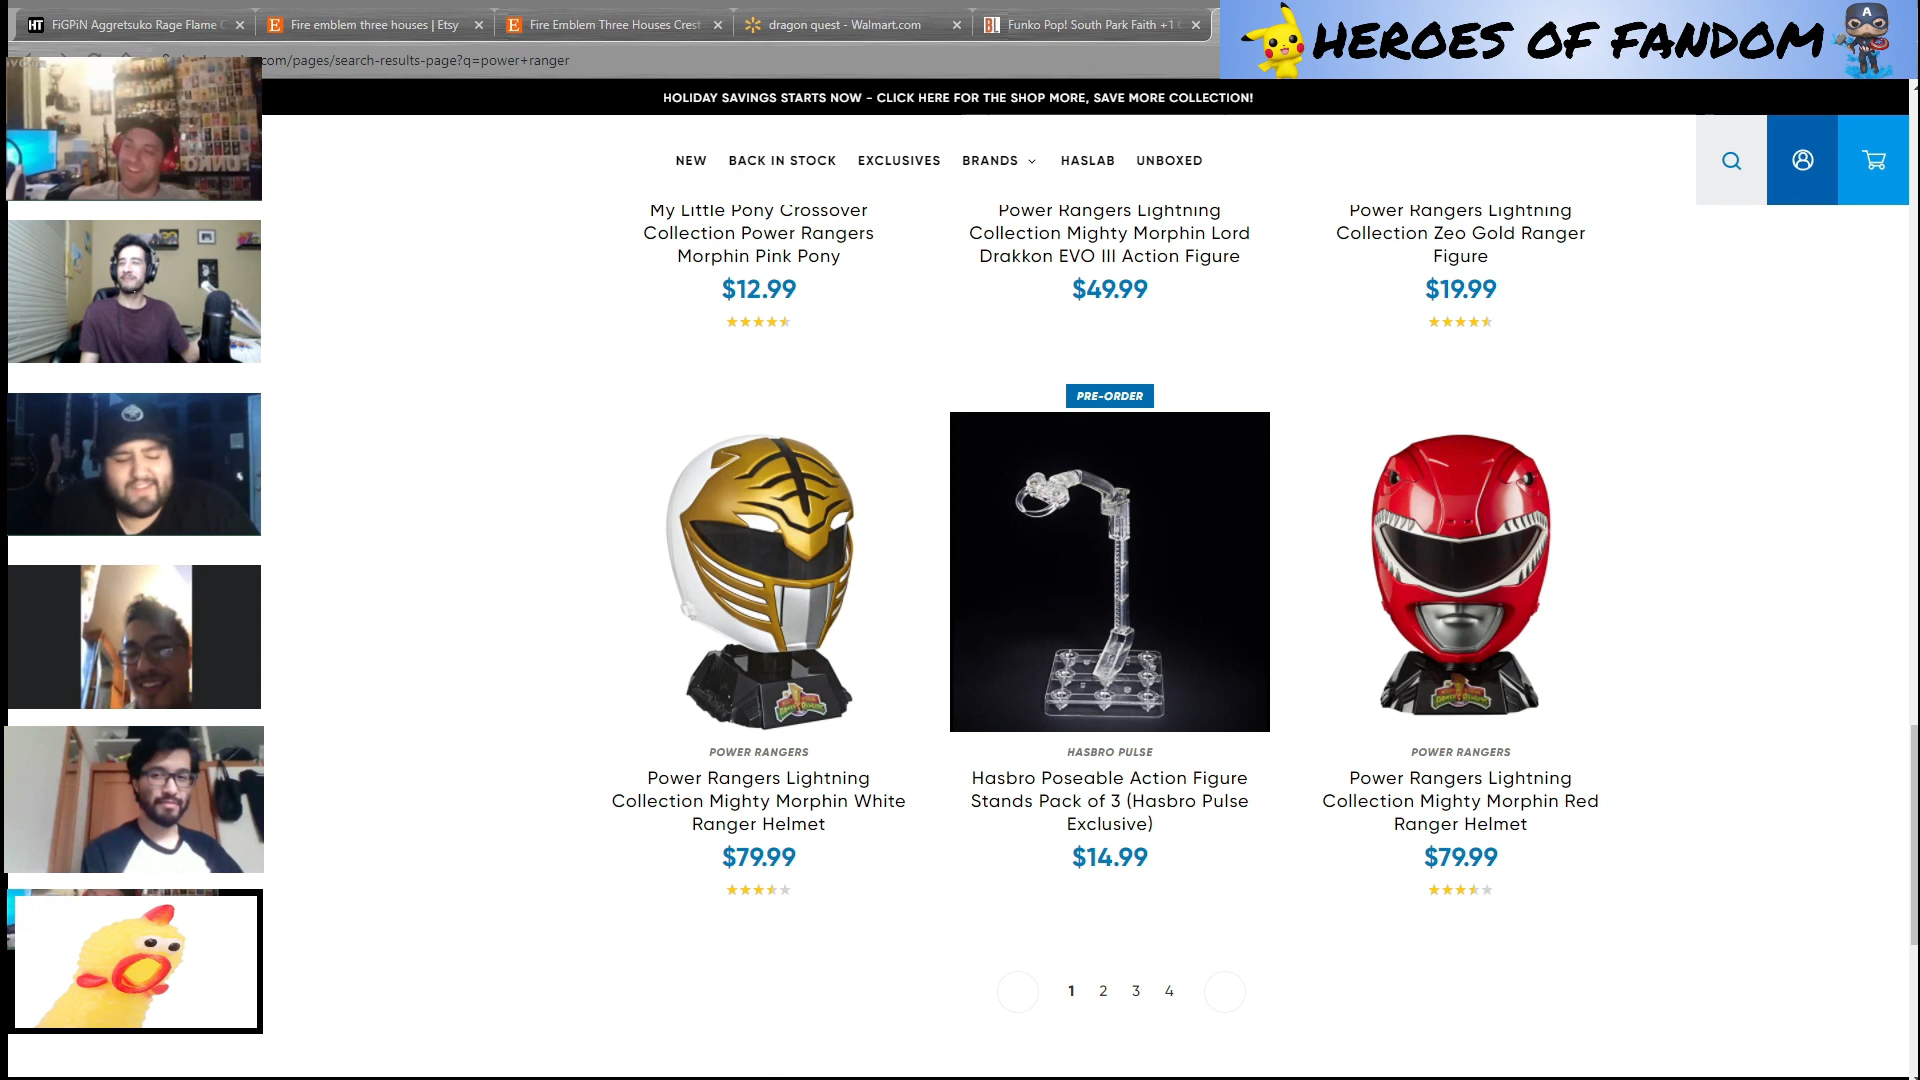 FiGPiN Aggretsuko Rage Flame
Fire emblem three houses | Etsy
Fire Emblem Three Houses Crest
dragon quest - Walmart.com
Funko Pop! South Park Faith +1
HEROES OF FANDOM
com/pages/search-results-page?q=power+ranger
HOLIDAY SAVINGS STARTS NOW - CLICK HERE FOR THE SHOP MORE, SAVE MORE COLLECTION!
NEW BACK IN STOCK EXCLUSIVES BRANDS HASLAB UNBOXED
My Little Pony Crossover
Collection Power Rangers
Morphin Pink Pony
$12.99
Power Rangers Lightning
Collection Mighty Morphin Lord
Drakkon EVO III Action Figure
$49.99
Power Rangers Lightning
Collection Zeo Gold Ranger
Figure
$19.99
PRE-ORDER
POWER RANGERS
Power Rangers Lightning
Collection Mighty Morphin White
Ranger Helmet
$79.99
HASBRO PULSE
Hasbro Poseable Action Figure
Stands Pack of 3 (Hasbro Pulse
Exclusive)
$14.99
POWER RANGERS
Power Rangers Lightning
Collection Mighty Morphin Red
Ranger Helmet
$79.99
1 2 3 4